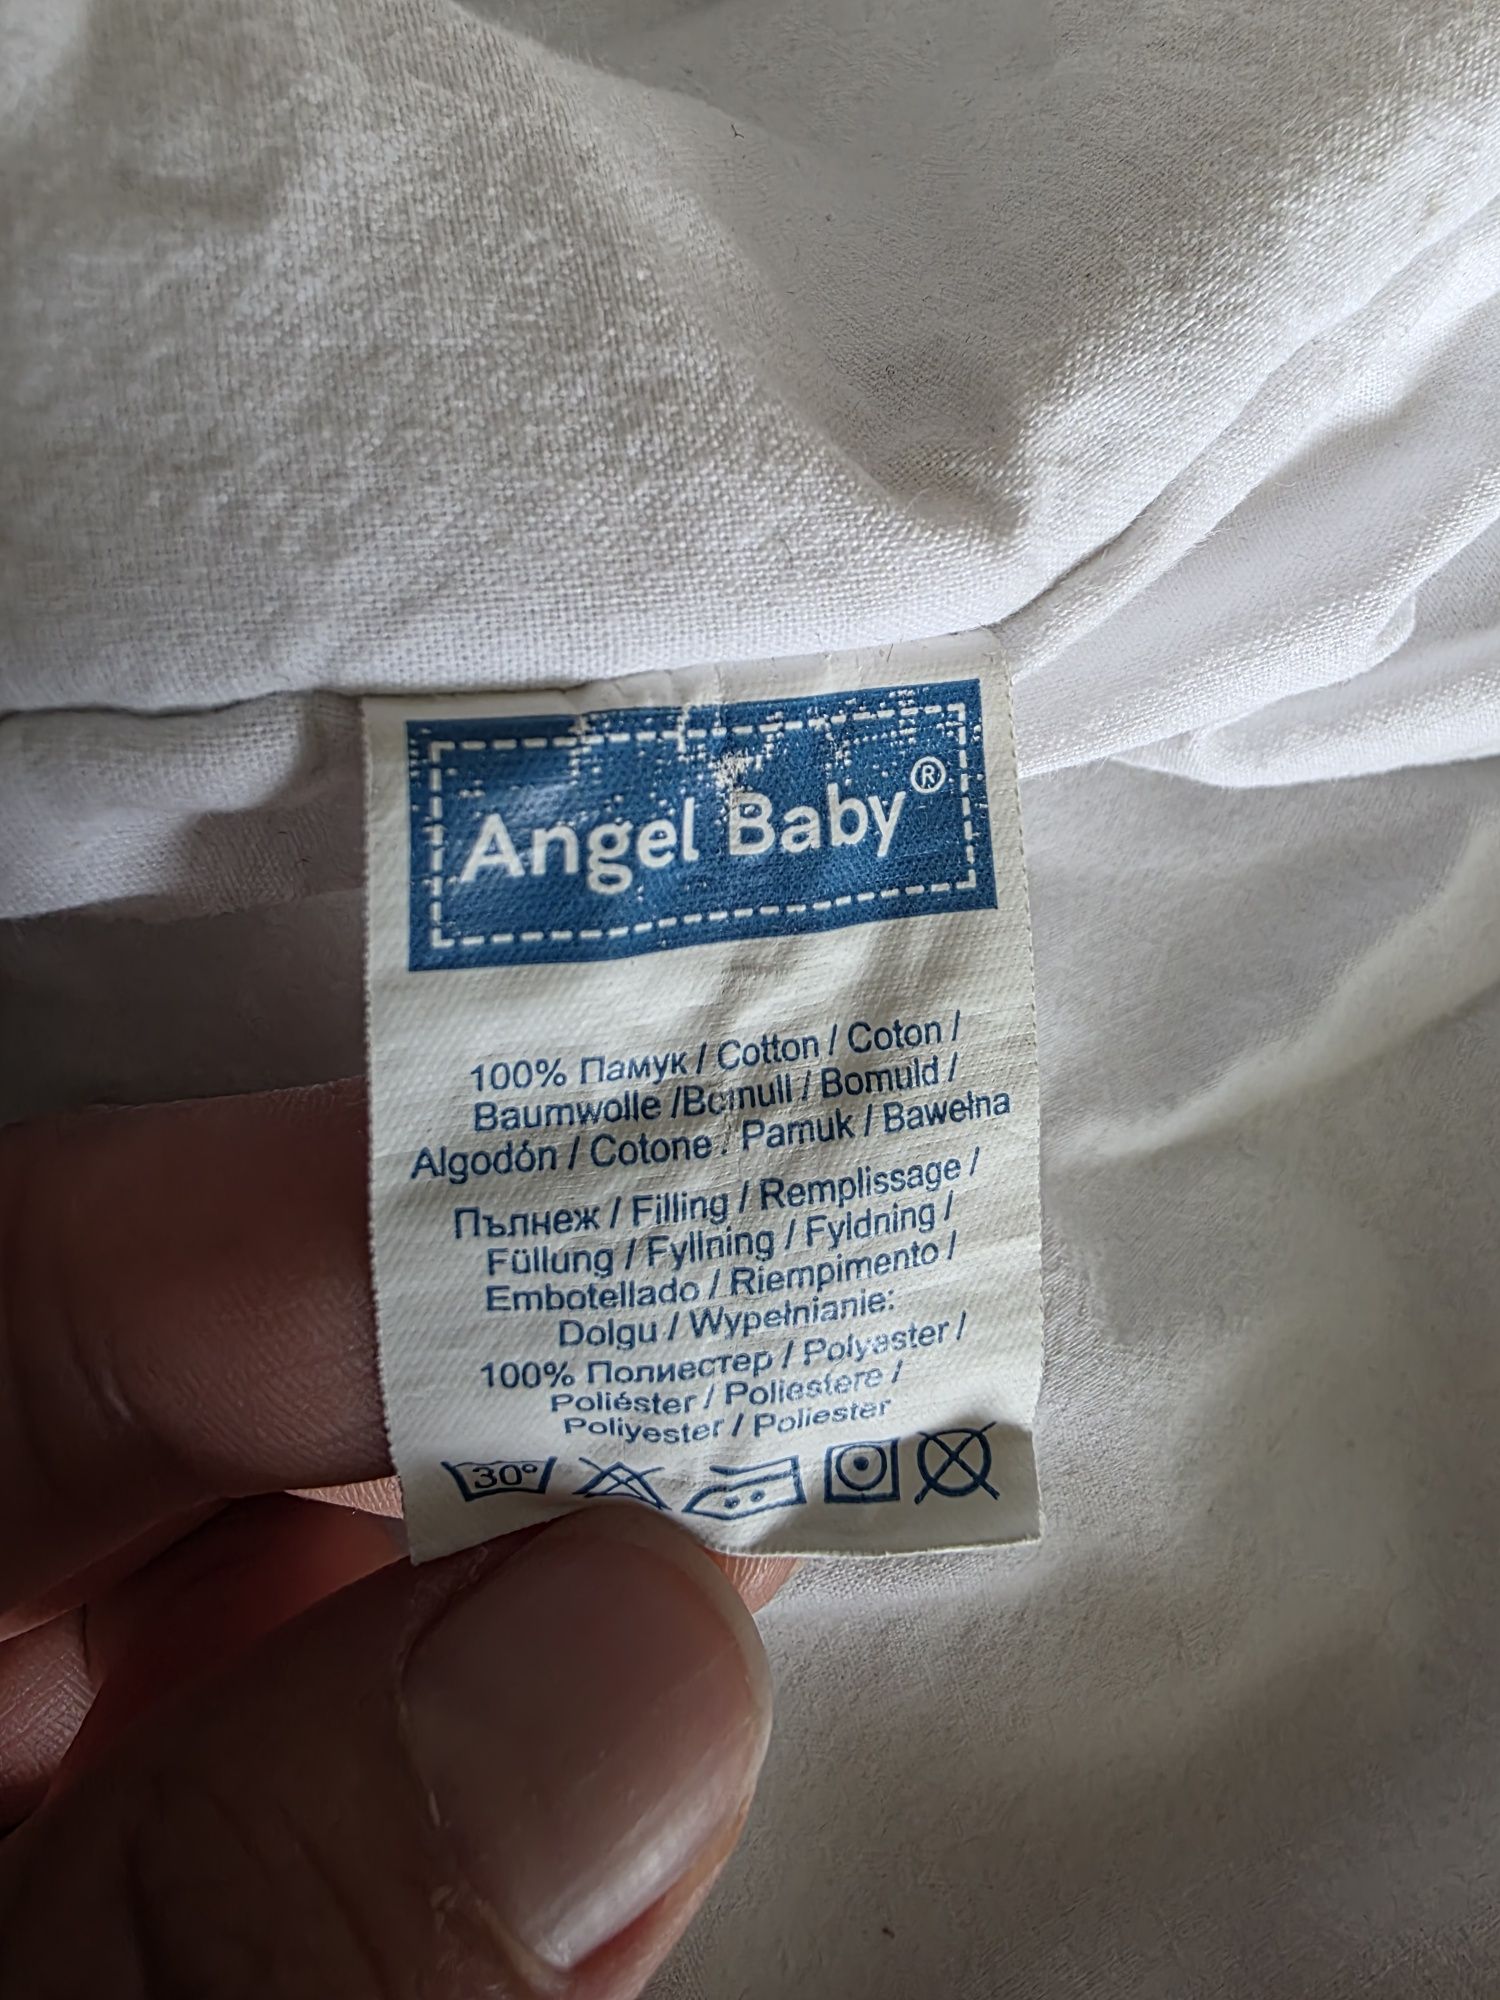 Angel Baby®
100% Памук / Cotton / Coton /
Baumwolle /Bomull / Bomuld /
Algodón / Cotone / Pamuk / Bawełna
Пълнеж / Filling / Remplissage /
Füllung / Fyllning / Fyldning /
Embotellado / Riempimento /
Dolgu / Wypełnianie:
100% Полиестер / Polyester /
Poliéster / Poliestere /
Poliyester / Poliester
30°